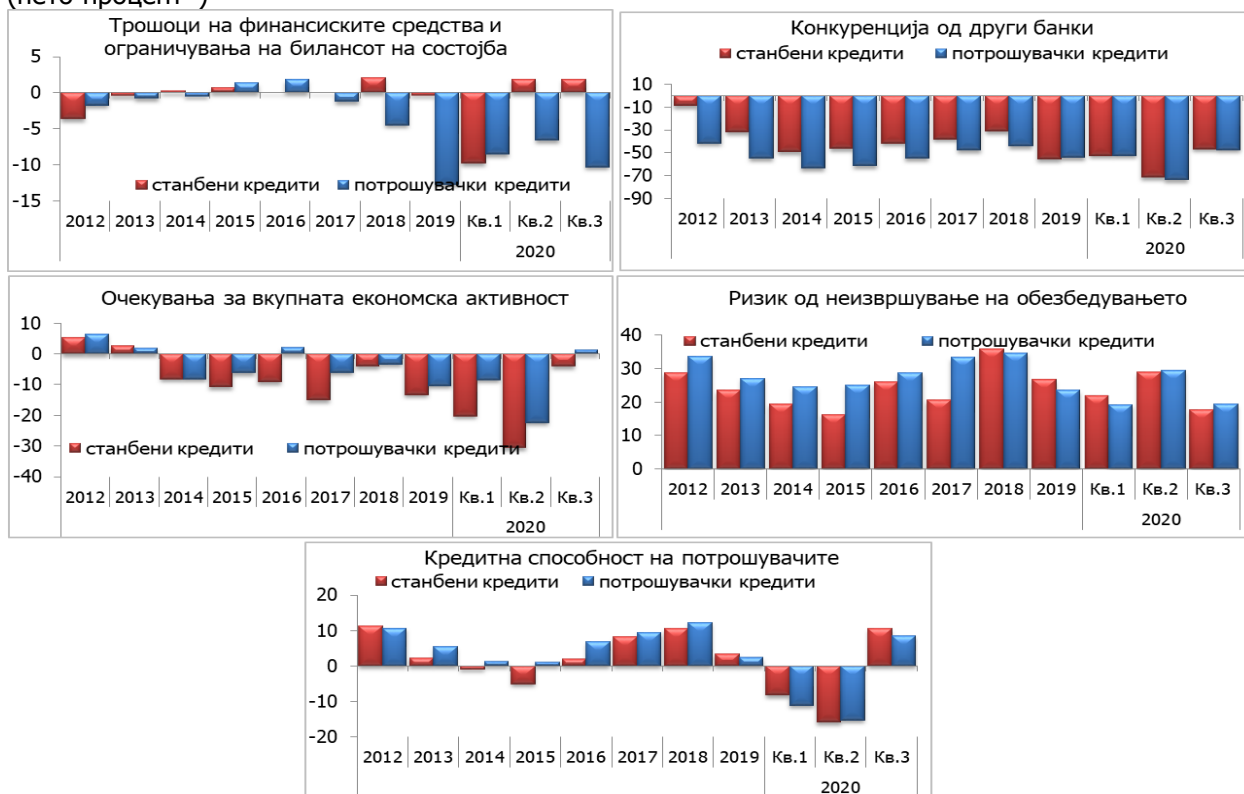 (нето процент*)
Трошоци на финансиските средства и
ограничувања на билансот на состојба
5
0
-5
-10
-15
станбени кредити потрошувачки кредити
2012 2013 2014 2015 2016 2017 2018 2019 Кв.1 Кв.2 Кв.3
2020
Конкуренција од други банки
станбени кредити потрошувачки кредити
10
-10
-30
-50
-70
-90
2012 2013 2014 2015 2016 2017 2018 2019 Кв.1 Кв.2 Кв.3
2020
Очекувања за вкупната економска активност
10
0
-10
-20
-30
-40
станбени кредити потрошувачки кредити
2012 2013 2014 2015 2016 2017 2018 2019 Кв.1 Кв.2 Кв.3
2020
Ризик од неизвршување на обезбедувањето
станбени кредити потрошувачки кредити
40
30
20
10
0
2012 2013 2014 2015 2016 2017 2018 2019 Кв.1 Кв.2 Кв.3
2020
Кредитна способност на потрошувачите
станбени кредити потрошувачки кредити
20
10
0
-10
-20
2012 2013 2014 2015 2016 2017 2018 2019 Кв.1 Кв.2 Кв.3
2020